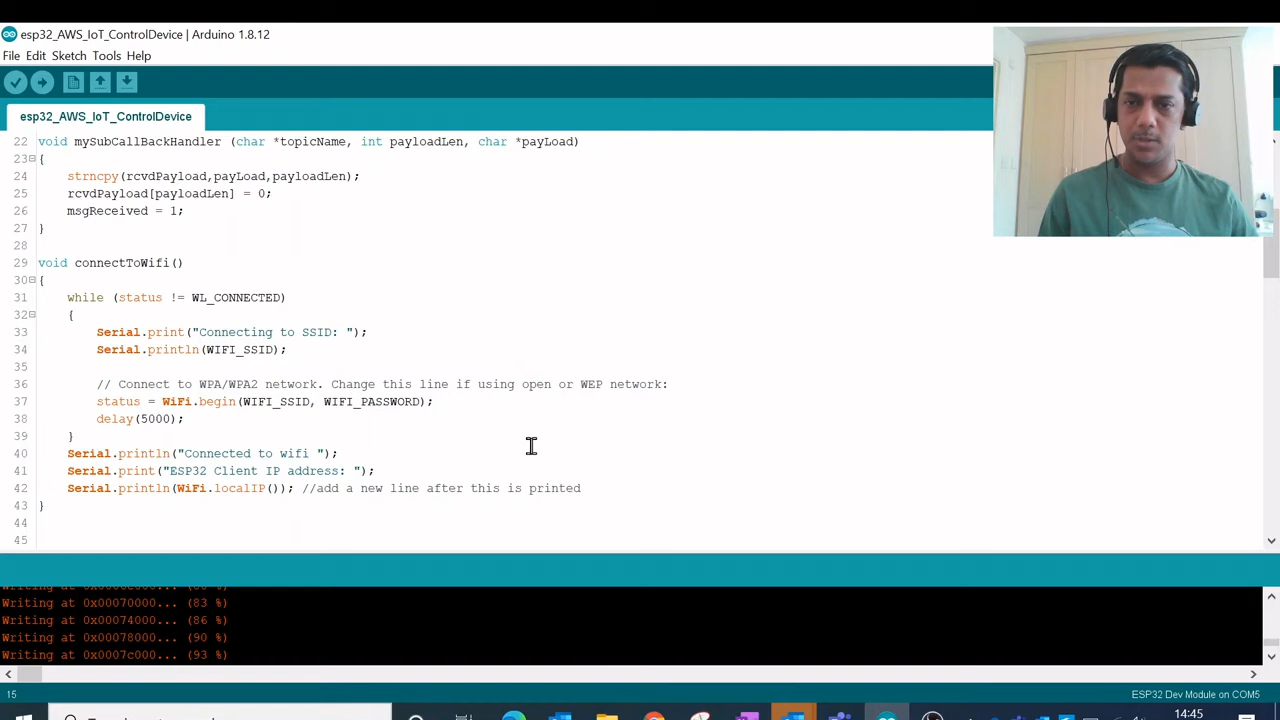 esp32_AWS_IoT_ControlDevice | Arduino 1.8.12
File Edit Sketch Tools Help
esp32_AWS_IoT_ControlDevice
22 void mySubCallBackHandler (char *topicName, int payloadLen, char *payLoad)
23 {
24 strncpy(rcvdPayload,payLoad,payloadLen);
25 rcvdPayload[payloadLen] = 0;
26 msgReceived = 1;
27 }
28
29 void connectToWifi()
30 {
31 while (status != WL_CONNECTED)
32 {
33 Serial.print("Connecting to SSID: ");
34 Serial.println(WIFI_SSID);
35
36 // Connect to WPA/WPA2 network. Change this line if using open or WEP network:
37 status = WiFi.begin(WIFI_SSID, WIFI_PASSWORD);
38 delay(5000);
39 }
40 Serial.println("Connected to wifi ");
41 Serial.print("ESP32 Client IP address: ");
42 Serial.println(WiFi.localIP()); //add a new line after this is printed
43 }
44
45
Writing at 0x00070000... (83 %)
Writing at 0x00074000... (86 %)
Writing at 0x00078000... (90 %)
Writing at 0x0007c000... (93 %)
15 ESP32 Dev Module on COM5
14:45